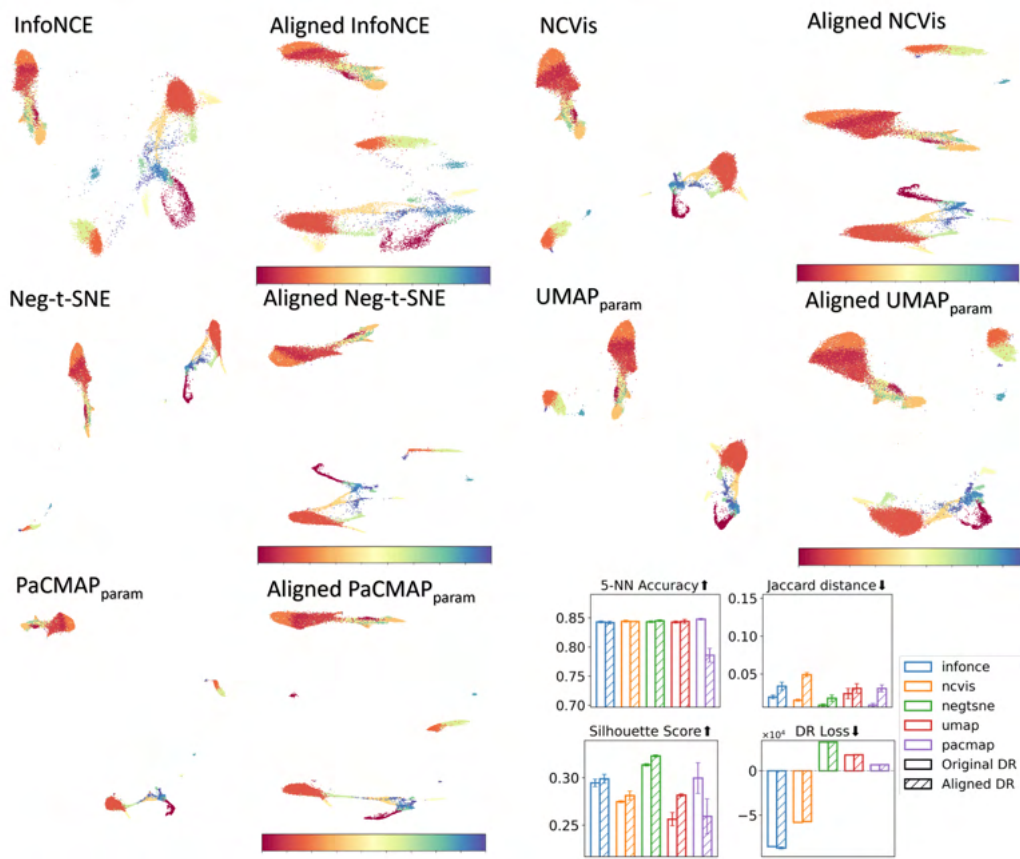 InfoNCE
Aligned InfoNCE
NCVis
Aligned NCVis
Neg-t-SNE
Aligned Neg-t-SNE
UMAPparam
Aligned UMAPparam
PaCMAPparam
Aligned PaCMAPparam
5-NN Accuracy⬆
0.85
0.80
0.75
0.70
Jaccard distance⬇
0.15
0.10
0.05
Silhouette Score⬆
0.30
0.25
DR Loss⬇
×10⁴
0
−5
infonce
ncvis
negtsne
umap
pacmap
Original DR
Aligned DR